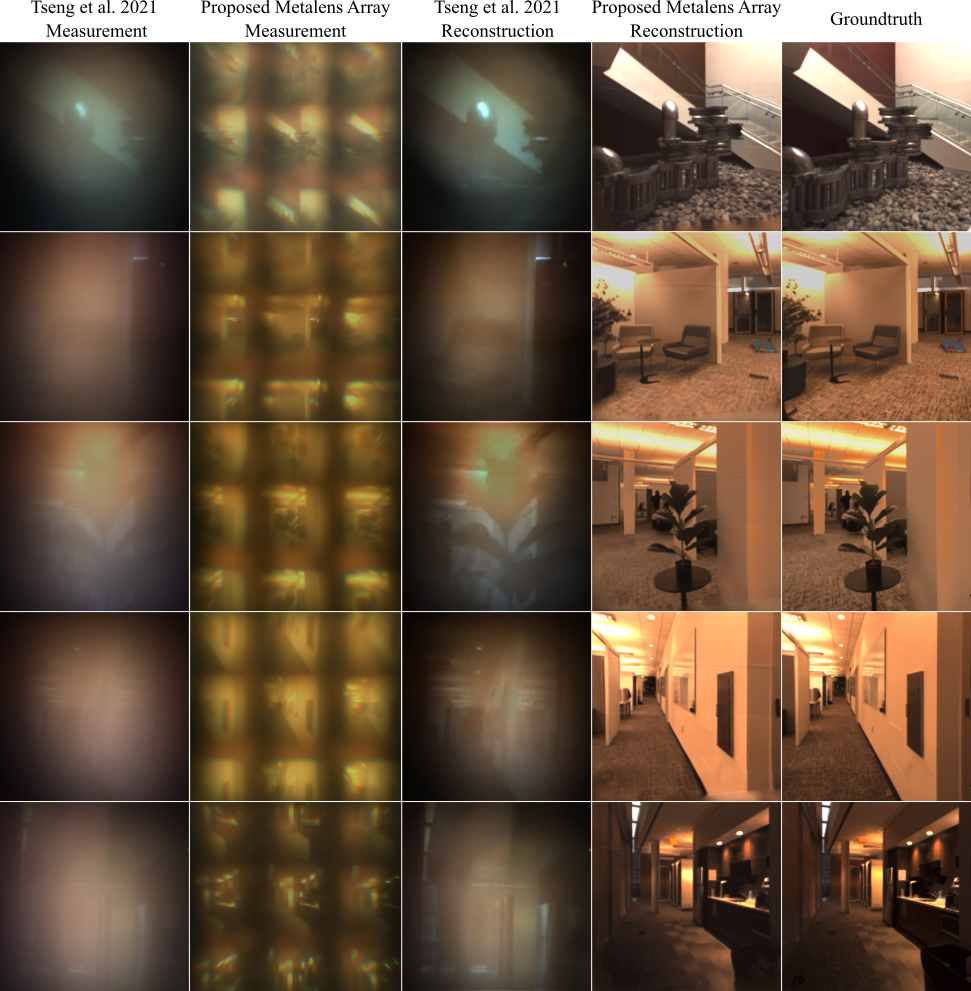 Tseng et al. 2021
Measurement
Proposed Metalens Array
Measurement
Tseng et al. 2021
Reconstruction
Proposed Metalens Array
Reconstruction
Groundtruth